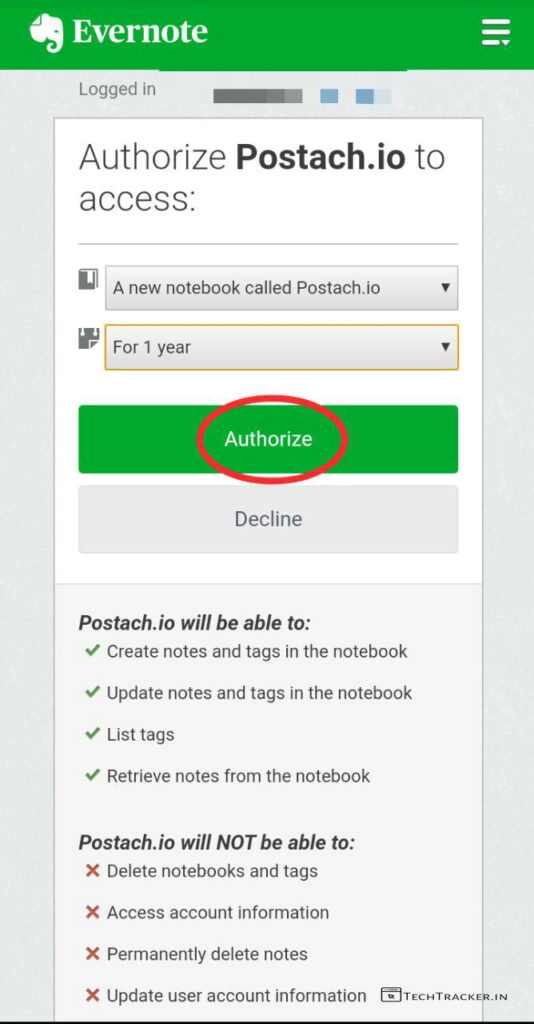 Evernote
Logged in
Authorize Postach.io to
access:
A new notebook called Postach.io
For 1 year
Authorize
Decline
Postach.io will be able to:
Create notes and tags in the notebook
Update notes and tags in the notebook
List tags
Retrieve notes from the notebook
Postach.io will NOT be able to:
Delete notebooks and tags
Access account information
Permanently delete notes
Update user account information
TechTracker.in